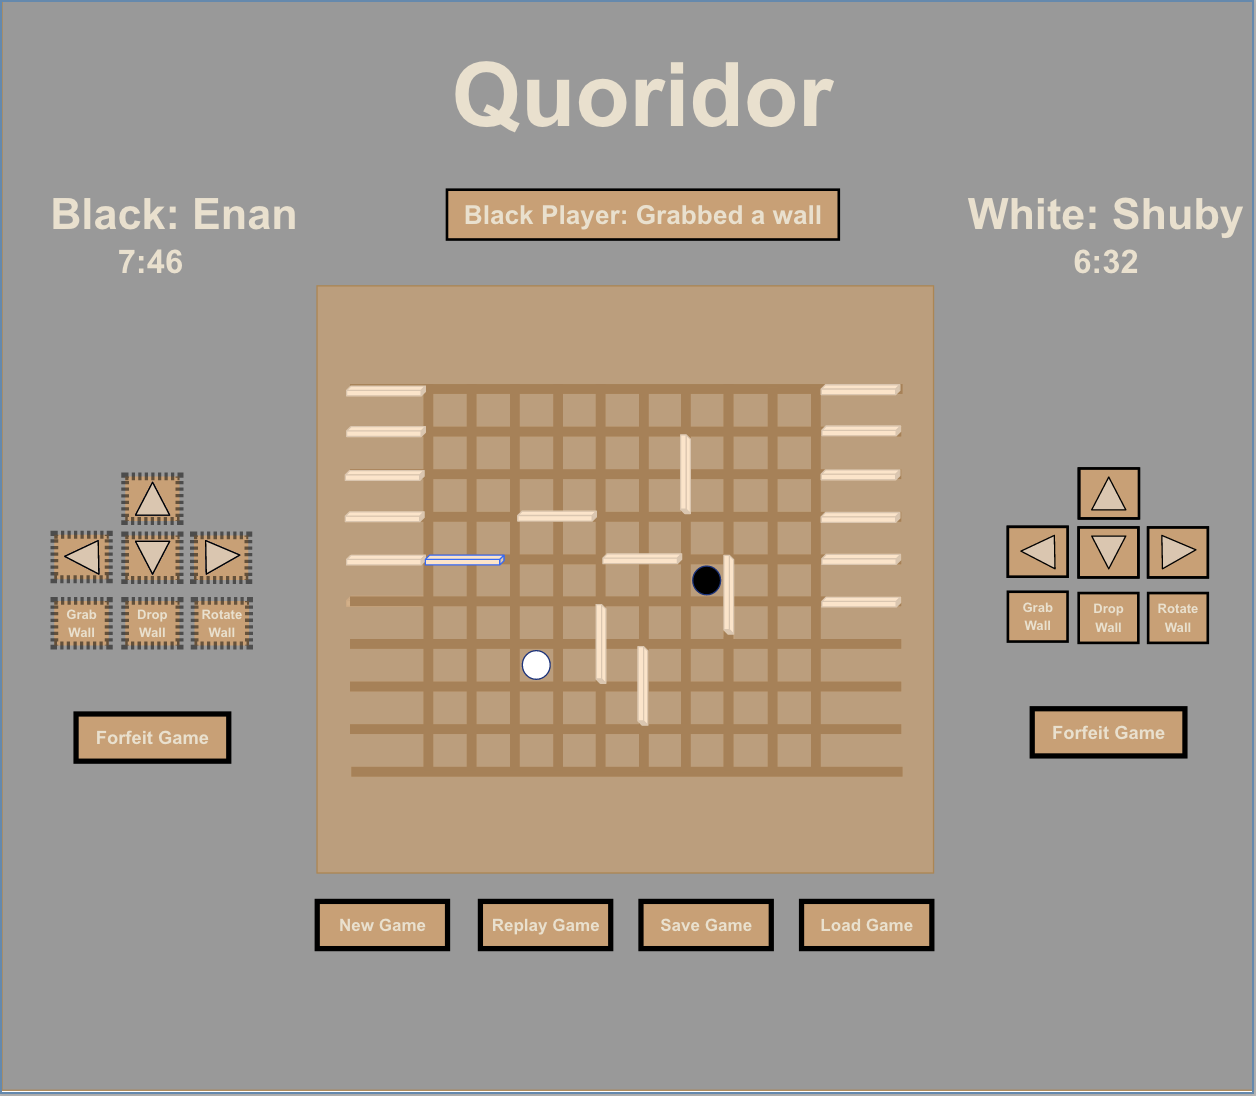 Quoridor
Black: Enan
7:46
Black Player: Grabbed a wall
White: Shuby
6:32
Grab
Wall
Drop
Wall
Rotate
Wall
Forfeit Game
Grab
Wall
Drop
Wall
Rotate
Wall
Forfeit Game
New Game
Replay Game
Save Game
Load Game